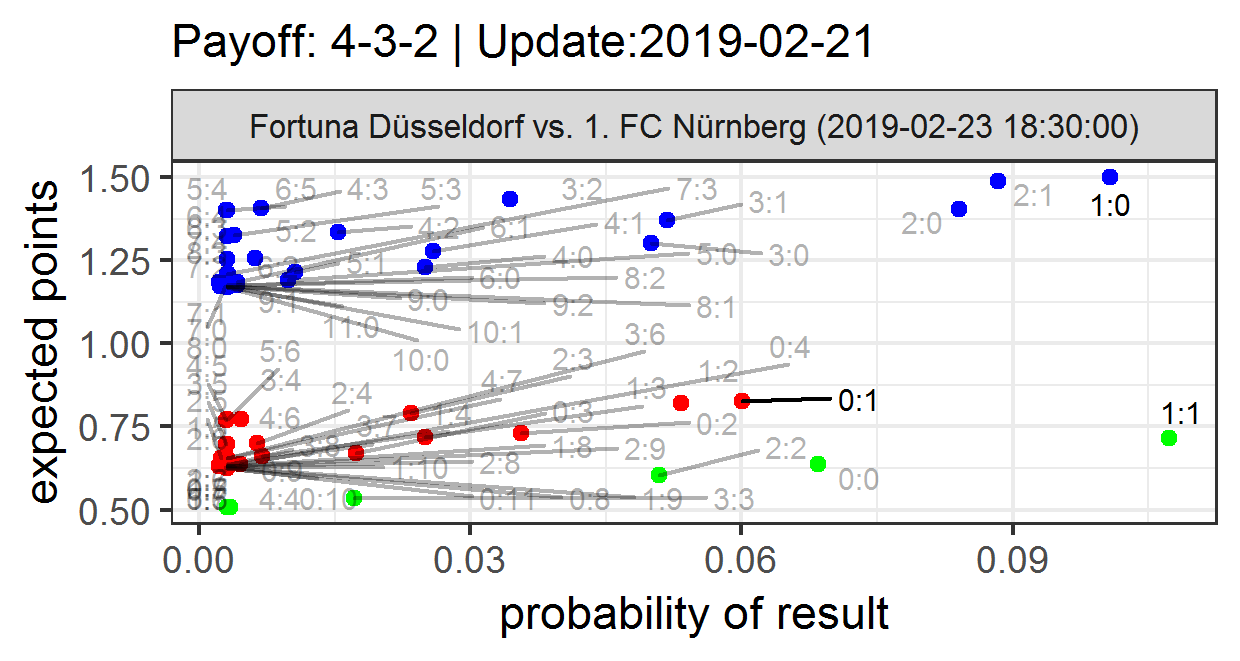 Payoff: 4-3-2 | Update:2019-02-21
Fortuna Düsseldorf vs. 1. FC Nürnberg (2019-02-23 18:30:00)
expected points
1.50
1.25
1.00
0.75
0.50
5:4 6:5 4:3 5:3 3:2 7:3 3:1 2:1 1:0
5:2 4:2 6:1 4:1 2:0
5:1 4:0 5:0 3:0
6:0 8:2
9:1 9:0 9:2 8:1
7:1 7:0 11:0 10:1
8:0 5:6 10:0 2:3 3:6 0:4
4:5 3:4 4:7 1:3 1:2
3:5 2:4 1:4 0:3 0:1
4:6 3:7 0:2 1:1
3:8 1:8 2:9 2:2
0:9 1:10 2:8 0:0
4:4 0:10 0:11 0:8 1:9 3:3
0.00 0.03 0.06 0.09
probability of result